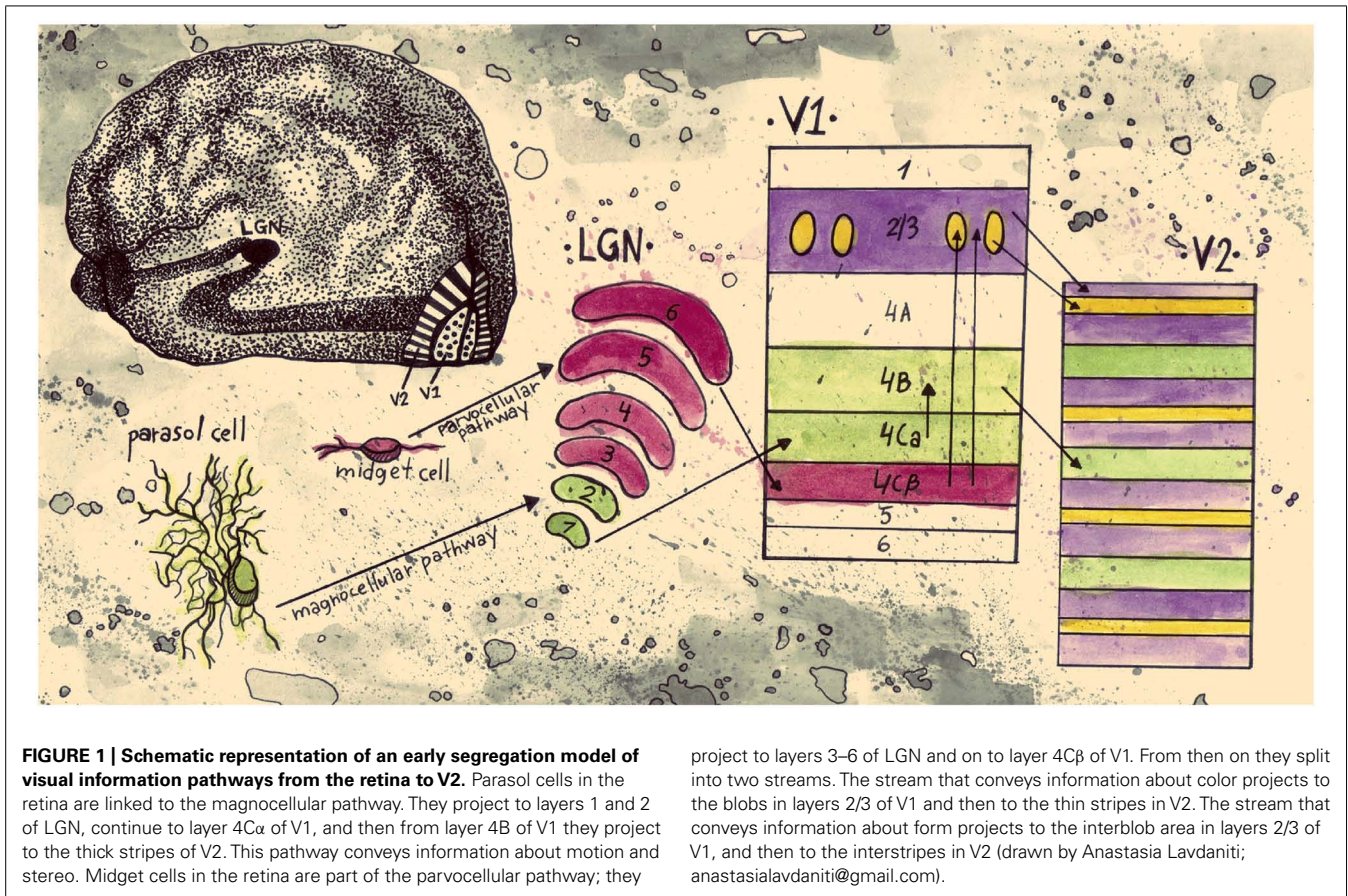 LGN
V2 V1
parasol cell
midget cell
parvocellular
pathway
magnocellular pathway
:LGN·
6
5
4
3
2
1
·V1·
1
2/3
4A
4B
4Ca
4Cβ
5
6
·V2·
FIGURE 1 | Schematic representation of an early segregation model of
visual information pathways from the retina to V2. Parasol cells in the
retina are linked to the magnocellular pathway. They project to layers 1 and 2
of LGN, continue to layer 4Cα of V1, and then from layer 4B of V1 they project
to the thick stripes of V2. This pathway conveys information about motion and
stereo. Midget cells in the retina are part of the parvocellular pathway; they
project to layers 3–6 of LGN and on to layer 4Cβ of V1. From then on they split
into two streams. The stream that conveys information about color projects to
the blobs in layers 2/3 of V1 and then to the thin stripes in V2. The stream that
conveys information about form projects to the interblob area in layers 2/3 of
V1, and then to the interstripes in V2 (drawn by Anastasia Lavdaniti;
anastasialavdaniti@gmail.com).